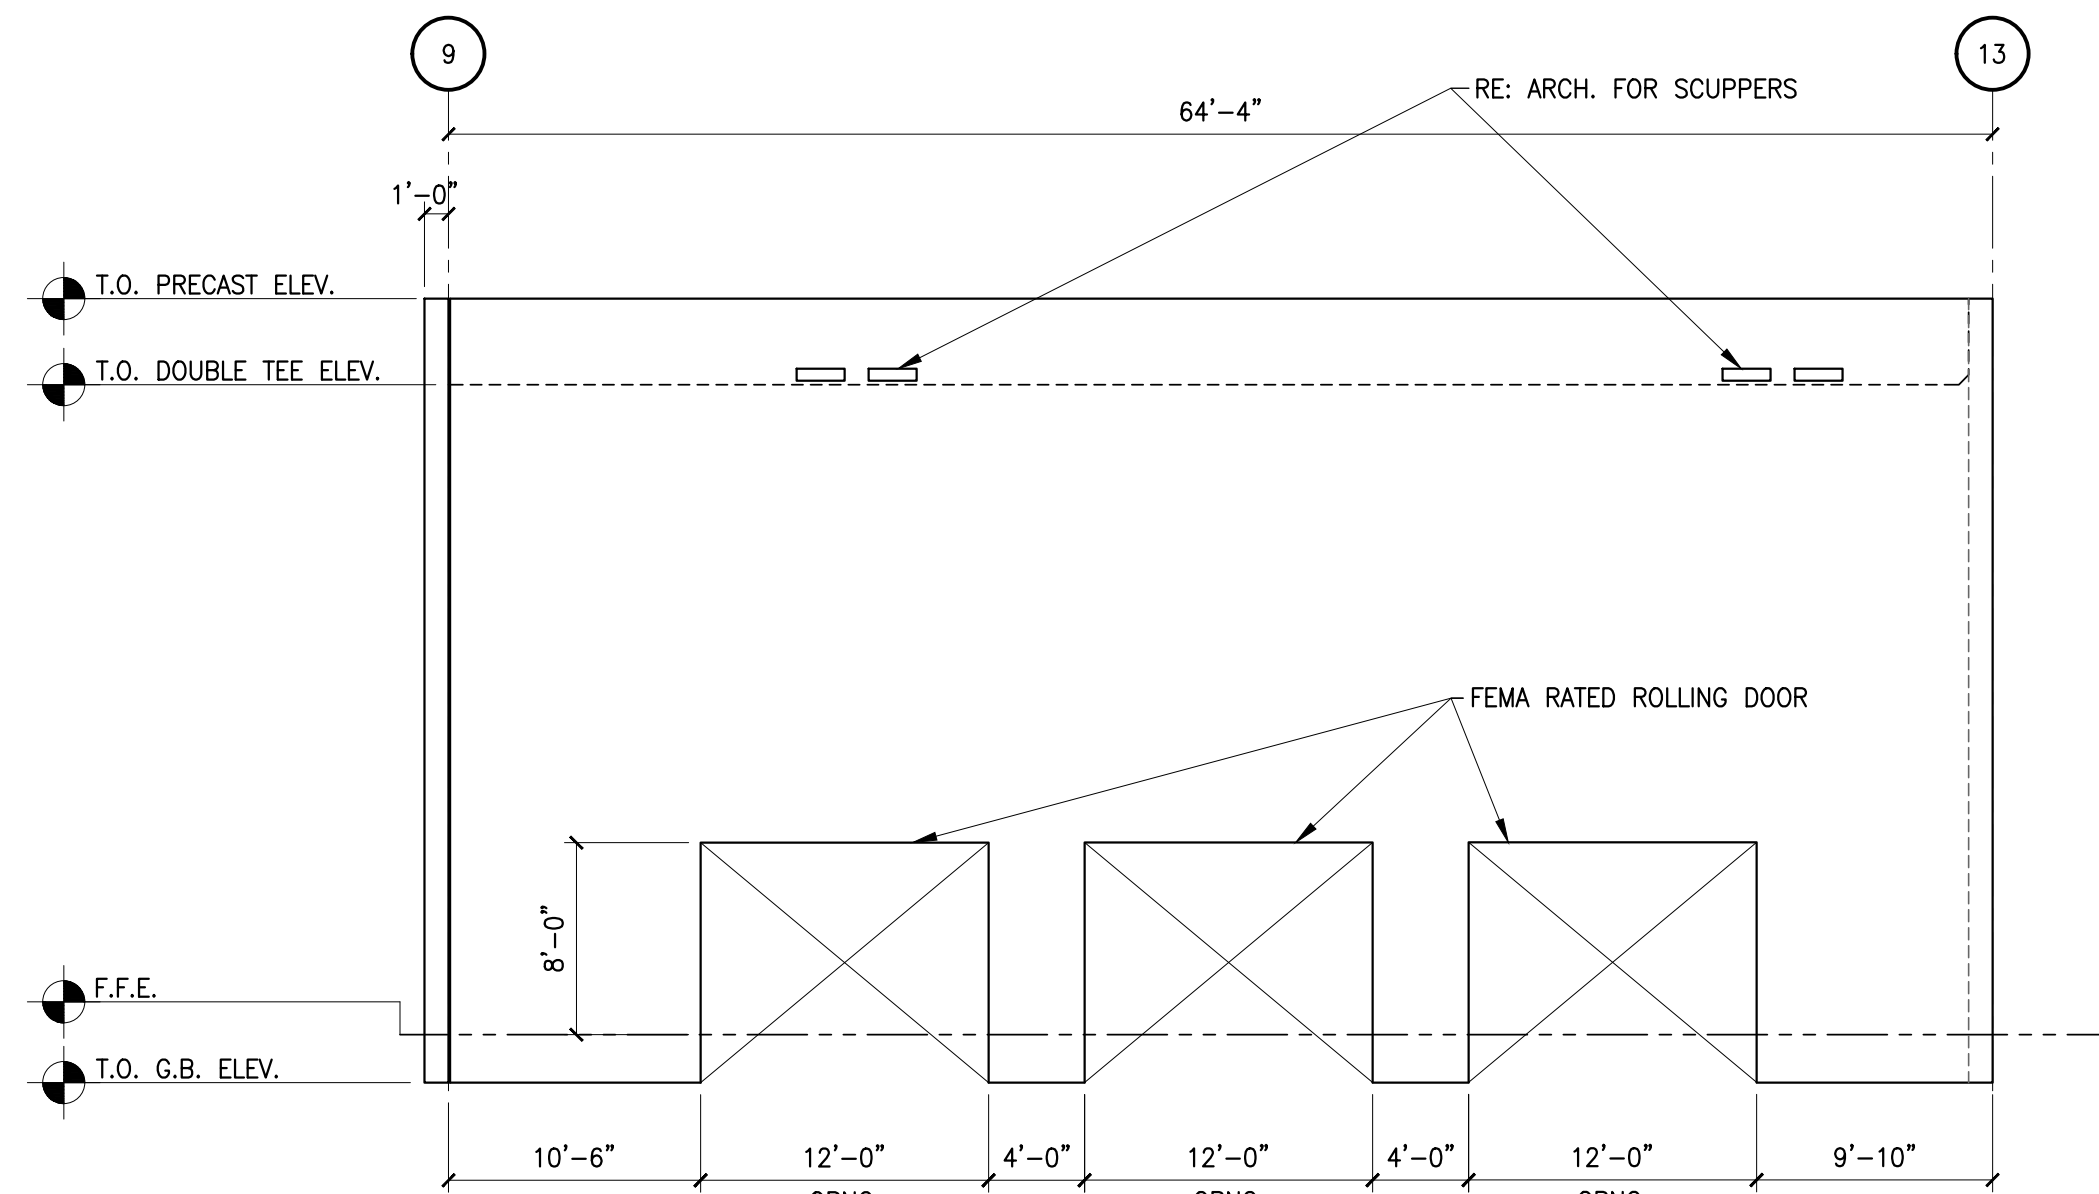 9
13
RE: ARCH. FOR SCUPPERS
64'-4"
1'-0"
T.O. PRECAST ELEV.
T.O. DOUBLE TEE ELEV.
FEMA RATED ROLLING DOOR
8'-0"
F.F.E.
T.O. G.B. ELEV.
10'-6" 12'-0" 4'-0" 12'-0" 4'-0" 12'-0" 9'-10"